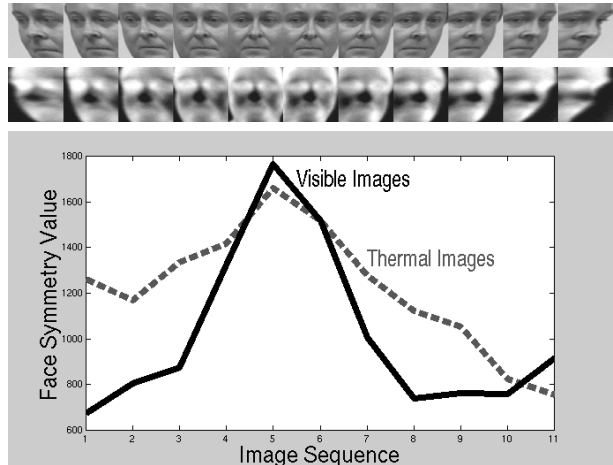 1800
1600
1400
1200
1000
800
600
Face Symmetry Value
Visible Images
Thermal Images
1 2 3 4 5 6 7 8 9 10 11
Image Sequence